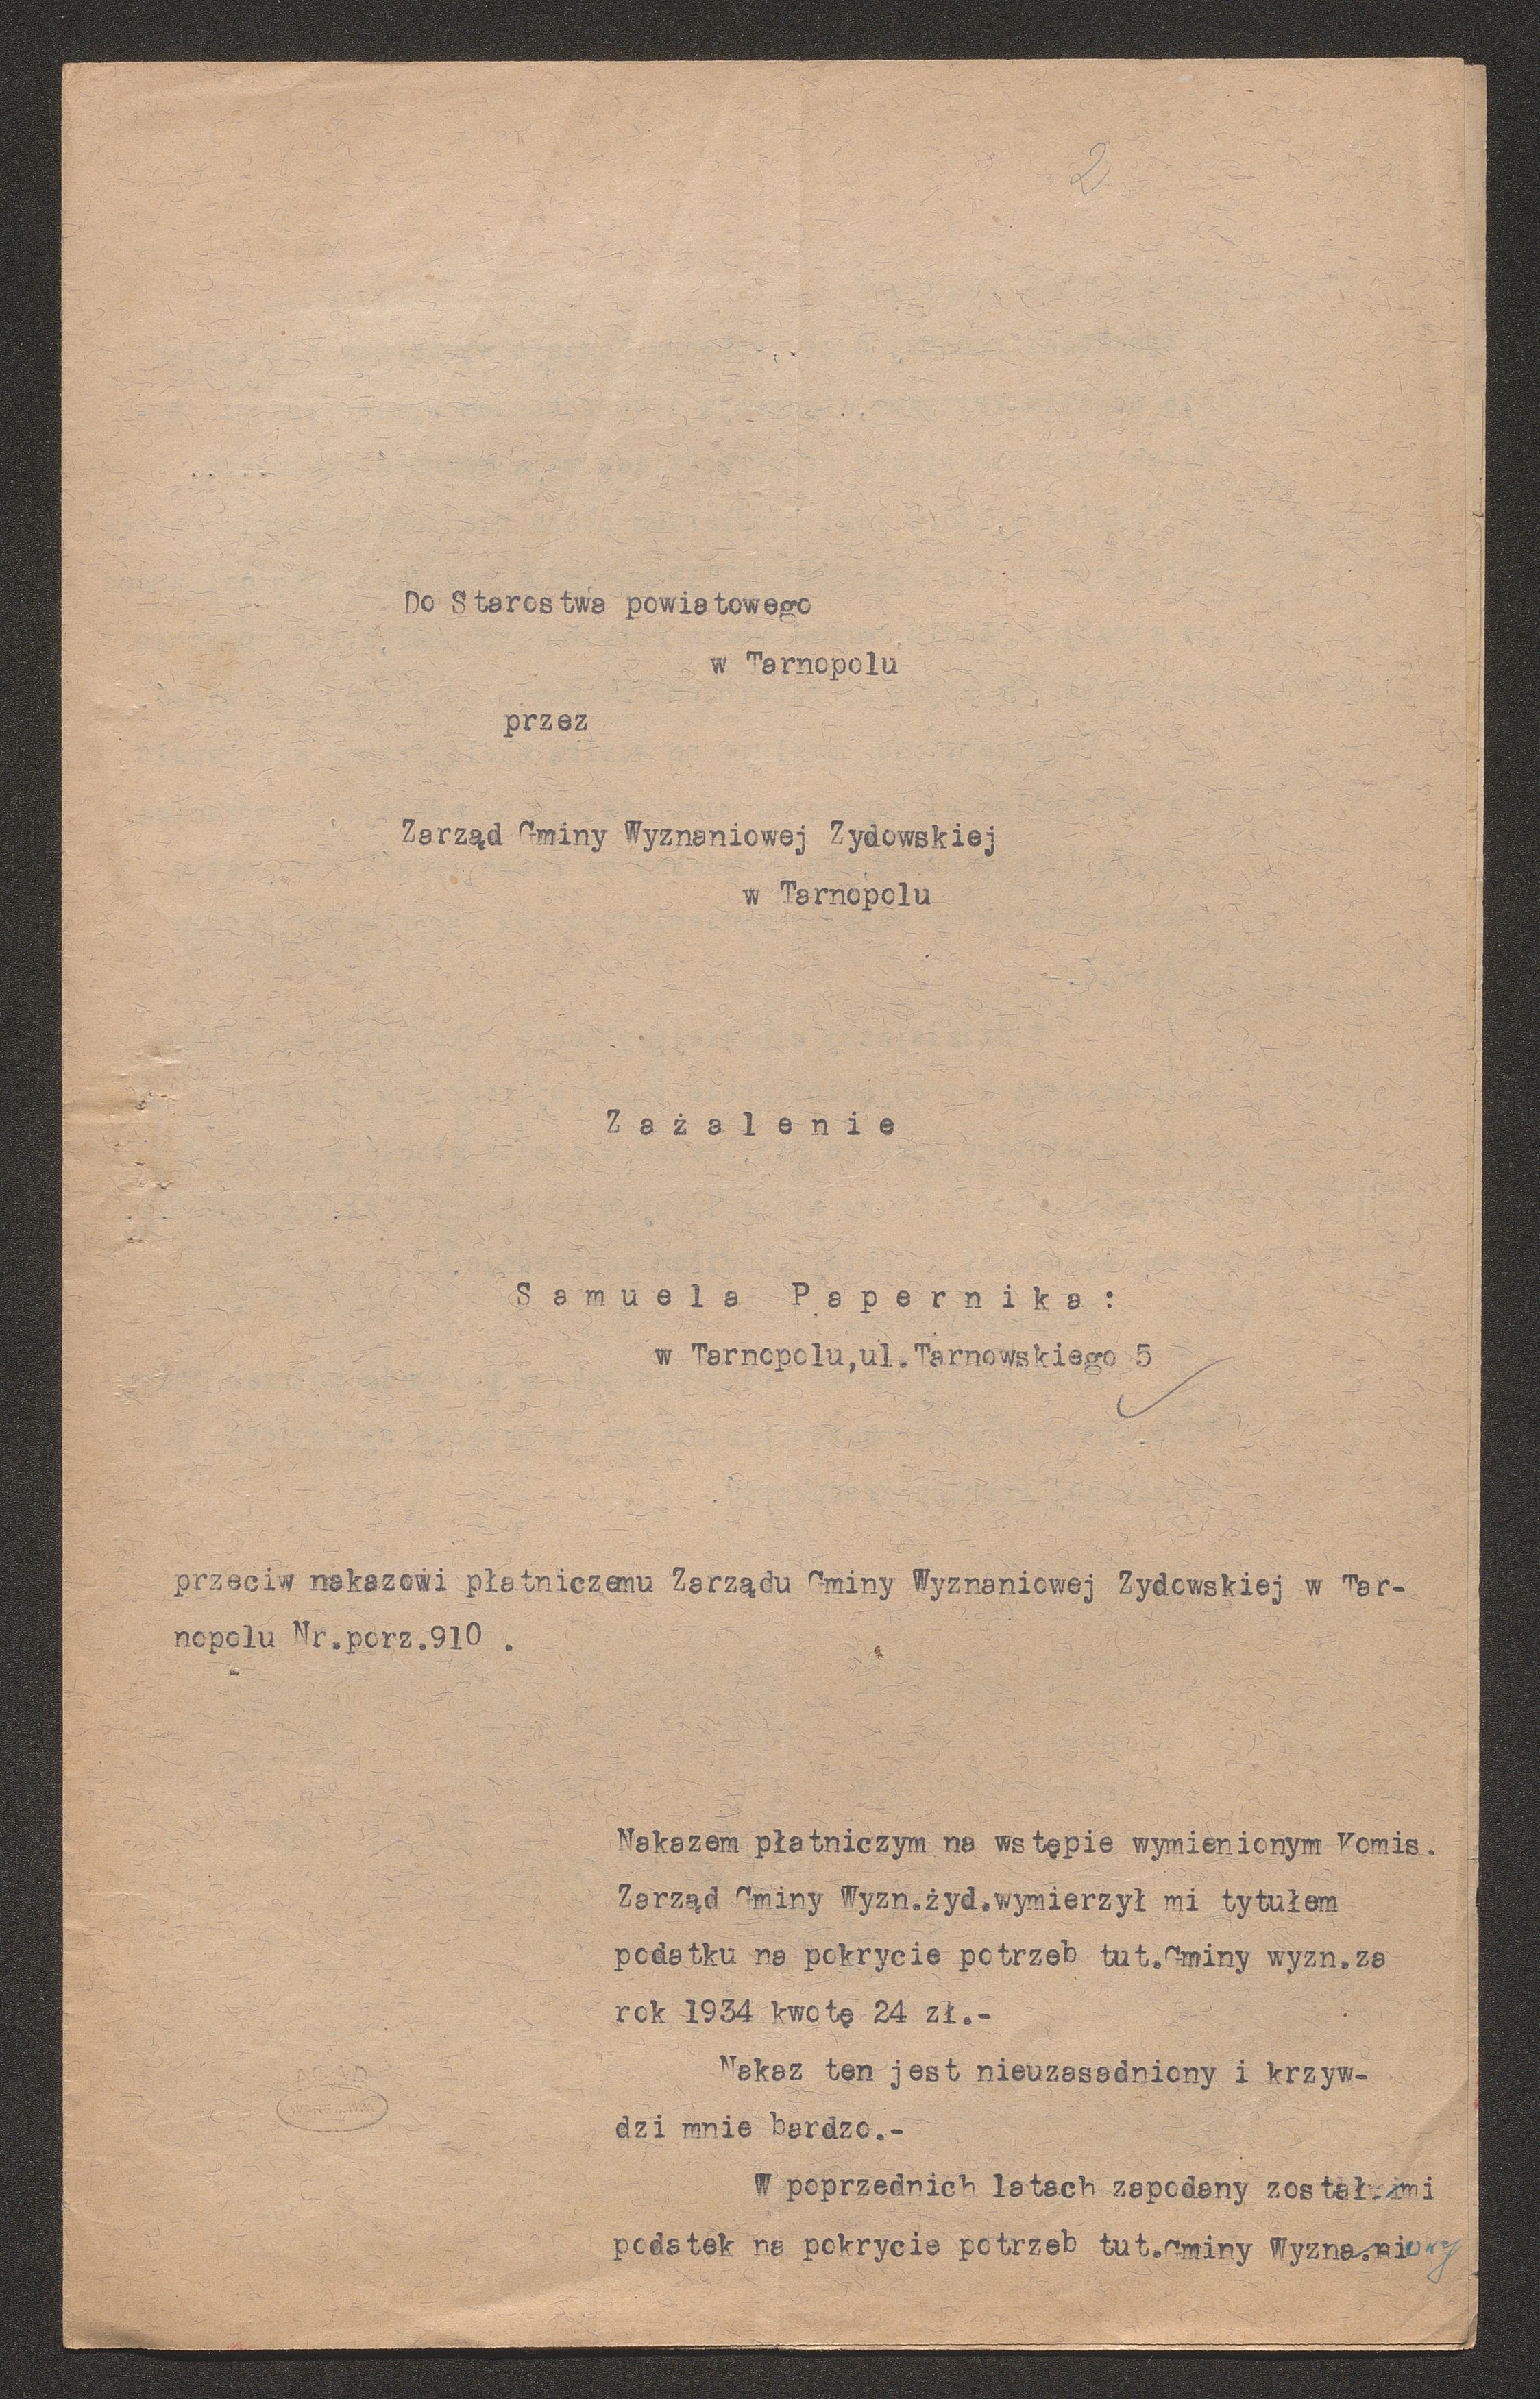 2
Do Starostwa powiatowego
w Tarnopolu
przez
Zarząd Gminy Wyznaniowej Zydowskiej
w Tarnopolu
Zażalenie
Samuela Papernika:
w Tarnopolu,ul.Tarnowskiego 5
przeciw nakazowi płatniczemu Zarządu Gminy Wyznaniowej Zydowskiej w Tar-
nopolu Nr.porz.910 .
Nakazem płatniczym na wstępie wymienionym Komis.
Zarząd Gminy Wyzn.żyd.wymierzył mi tytułem
podatku na pokrycie potrzeb tut.Gminy wyzn.za
rok 1934 kwotę 24 zł.-
Nakaz ten jest nieuzasadniony i krzyw-
dzi mnie bardzo.-
W poprzednich latach zapodany został mi
podatek na pokrycie potrzeb tut.Gminy